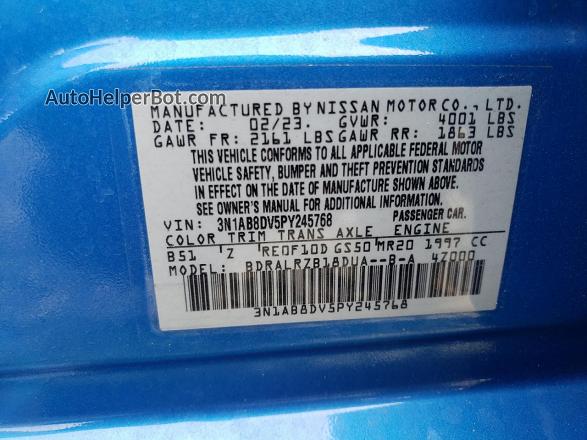 AutoHelperBot.com
MANUFACTURED BY NISSAN MOTOR CO., LTD.
DATE: 02/23. GVWR: 4001 LBS
GAWR FR: 2161 LBS GAWR RR: 1863 LBS
THIS VEHICLE CONFORMS TO ALL APPLICABLE FEDERAL MOTOR
VEHICLE SAFETY, BUMPER AND THEFT PREVENTION STANDARDS
IN EFFECT ON THE DATE OF MANUFACTURE SHOWN ABOVE.
SEE OWNER'S MANUAL FOR ADDITIONAL INFORMATION.
VIN: 3N1AB8DV5PY245768 PASSENGER CAR.
COLOR TRIM TRANS AXLE ENGINE
B51 Z RE0F10D GS50 MR20 1997 CC
MODEL: BDRALRZB18DUA--B-A 4Z000
3N1AB8DV5PY245768